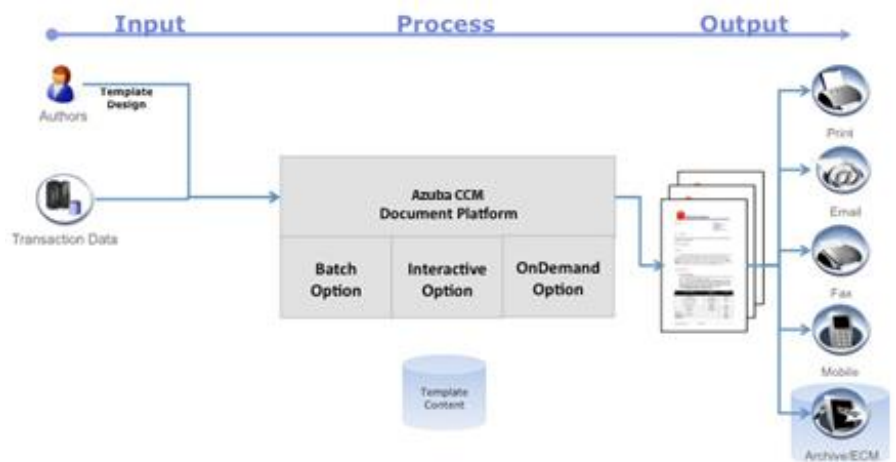 Input
Process
Output
Template
Design
Authors
Transaction Data
Azuba CCM
Document Platform
Batch
Option
Interactive
Option
OnDemand
Option
Template
Content
Print
Email
Fax
Mobile
Archive/ECM